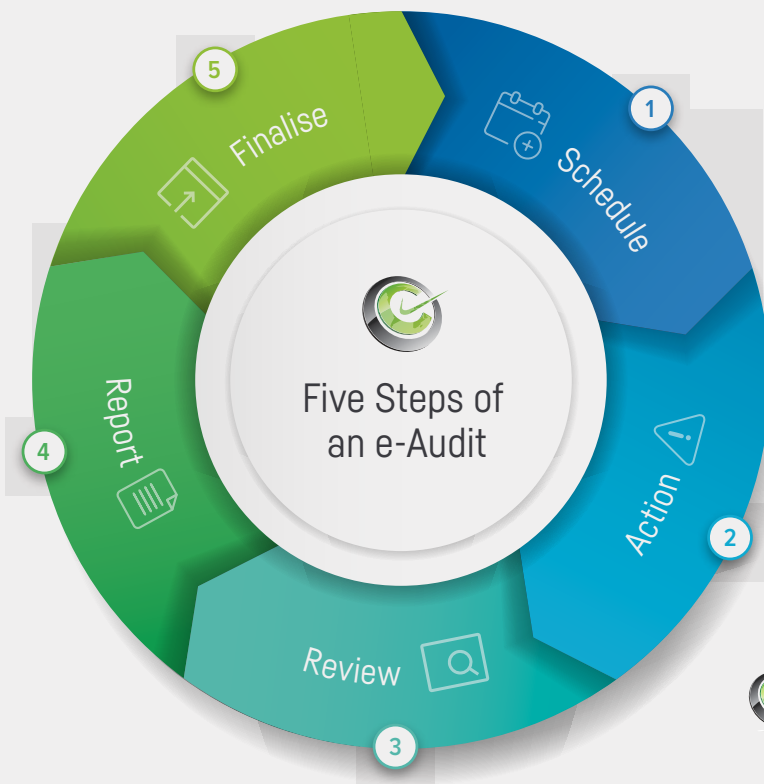 Five Steps of
an e-Audit
1
Schedule
2
Action
3
Review
4
Report
5
Finalise